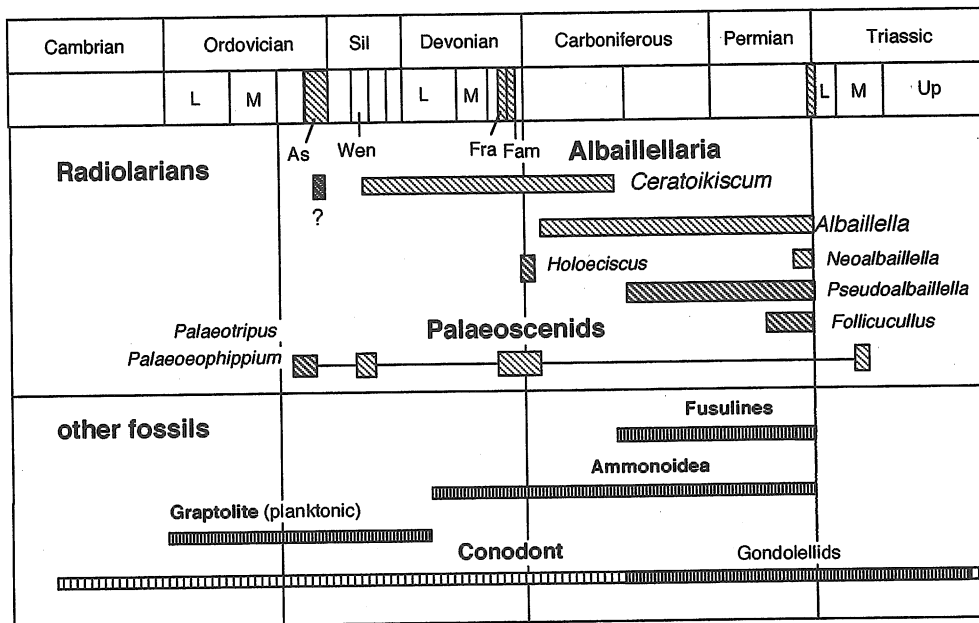 Cambrian Ordovician Sil Devonian Carboniferous Permian Triassic
L M L M L M Up
As Wen Fra Fam
Radiolarians
Albaillellaria
Ceratoikiscum
?
Albaillella
Holoeciscus
Neoalbaillella
Pseudoalbaillella
Follicucullus
Palaeoscenids
Palaeotripus
Palaeoeophippium
other fossils
Fusulines
Ammonoidea
Graptolite (planktonic)
Conodont
Gondolellids